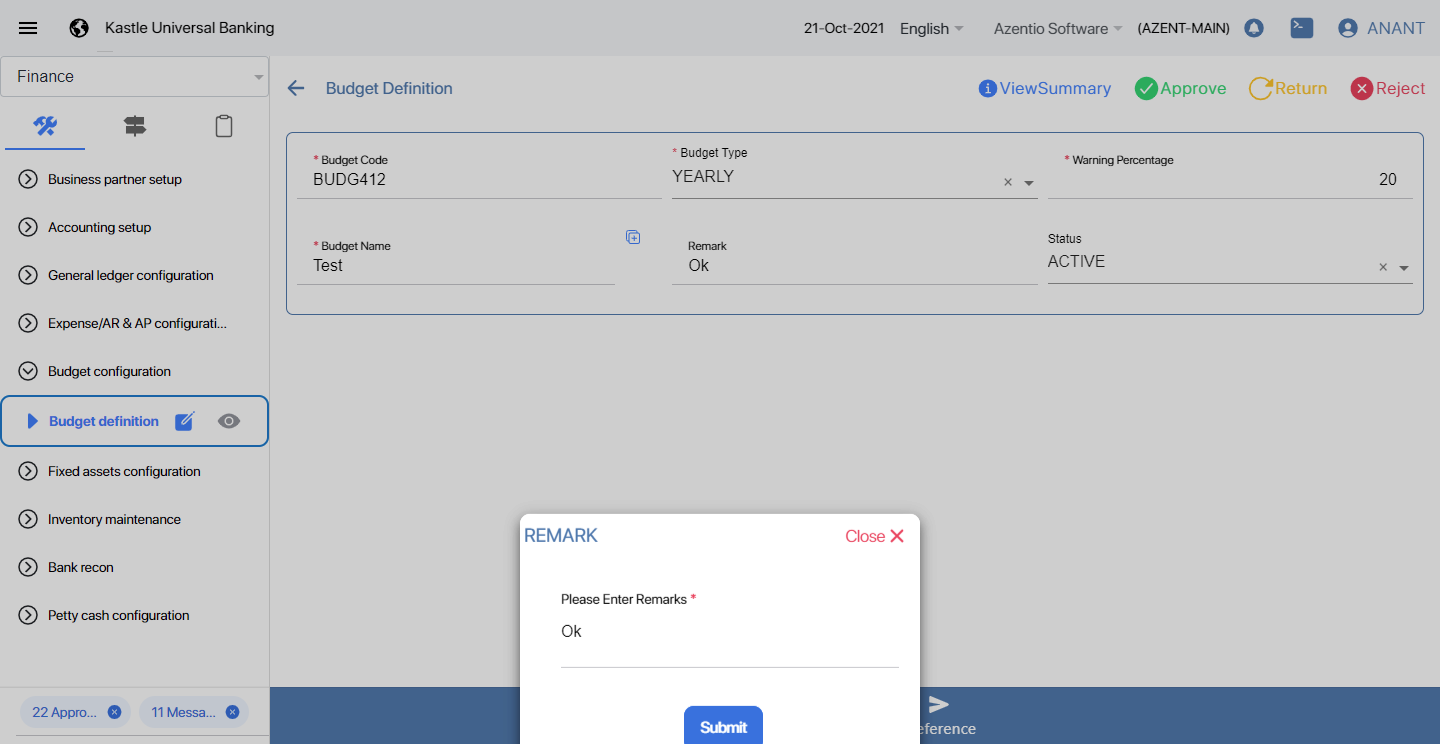 Kastle Universal Banking
21-Oct-2021 English Azentio Software (AZENT-MAIN) ANANT
Finance
Business partner setup
Accounting setup
General ledger configuration
Expense/AR & AP configurati...
Budget configuration
Budget definition
Fixed assets configuration
Inventory maintenance
Bank recon
Petty cash configuration
22 Appro... 11 Messa...
Budget Definition
ViewSummary Approve Return Reject
* Budget Code
BUDG412
* Budget Type
YEARLY
* Warning Percentage
20
* Budget Name
Test
Remark
Ok
Status
ACTIVE
REMARK
Close
Please Enter Remarks *
Ok
Submit
eference